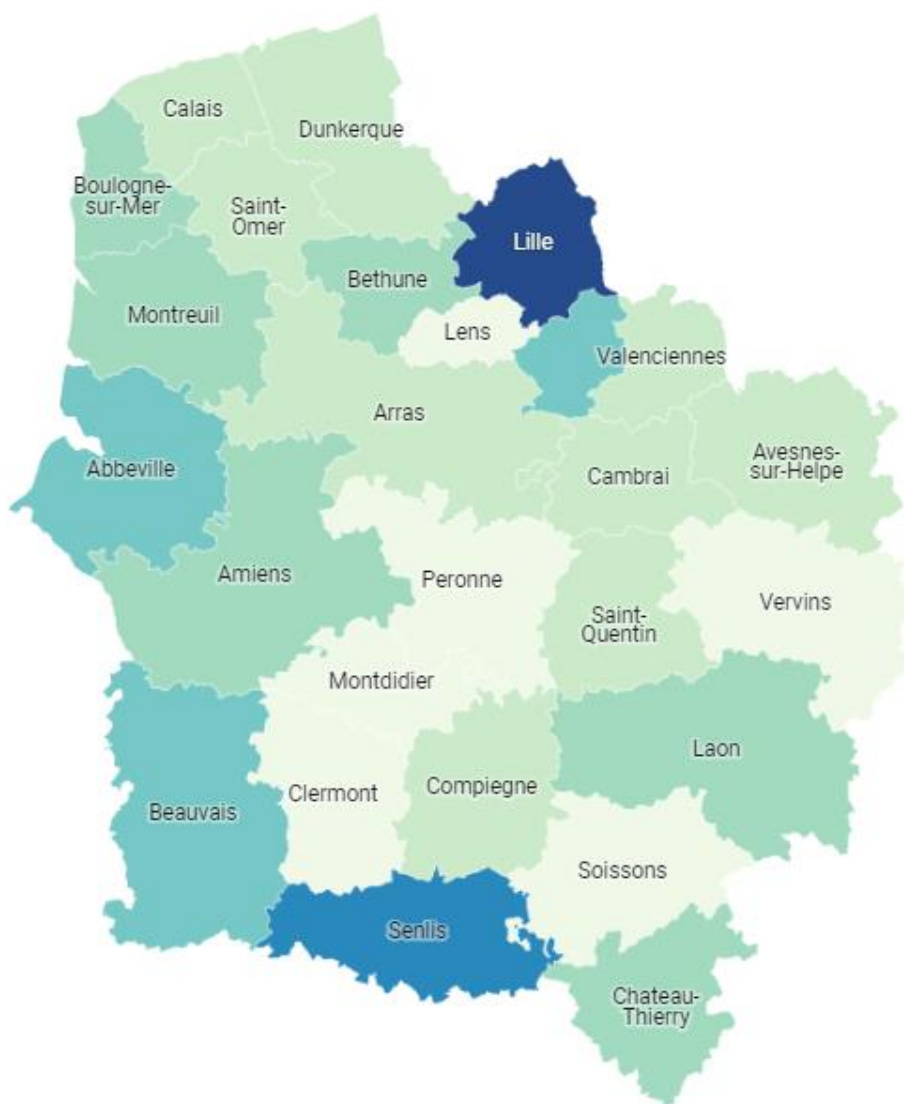 Calais
Dunkerque
Boulogne-
sur-Mer
Saint-
Omer
Lille
Bethune
Montreuil
Lens
Valenciennes
Arras
Abbeville
Cambrai
Avesnes-
sur-Helpe
Amiens
Peronne
Vervins
Saint-
Quentin
Montdidier
Laon
Clermont
Compiegne
Beauvais
Soissons
Senlis
Chateau-
Thierry